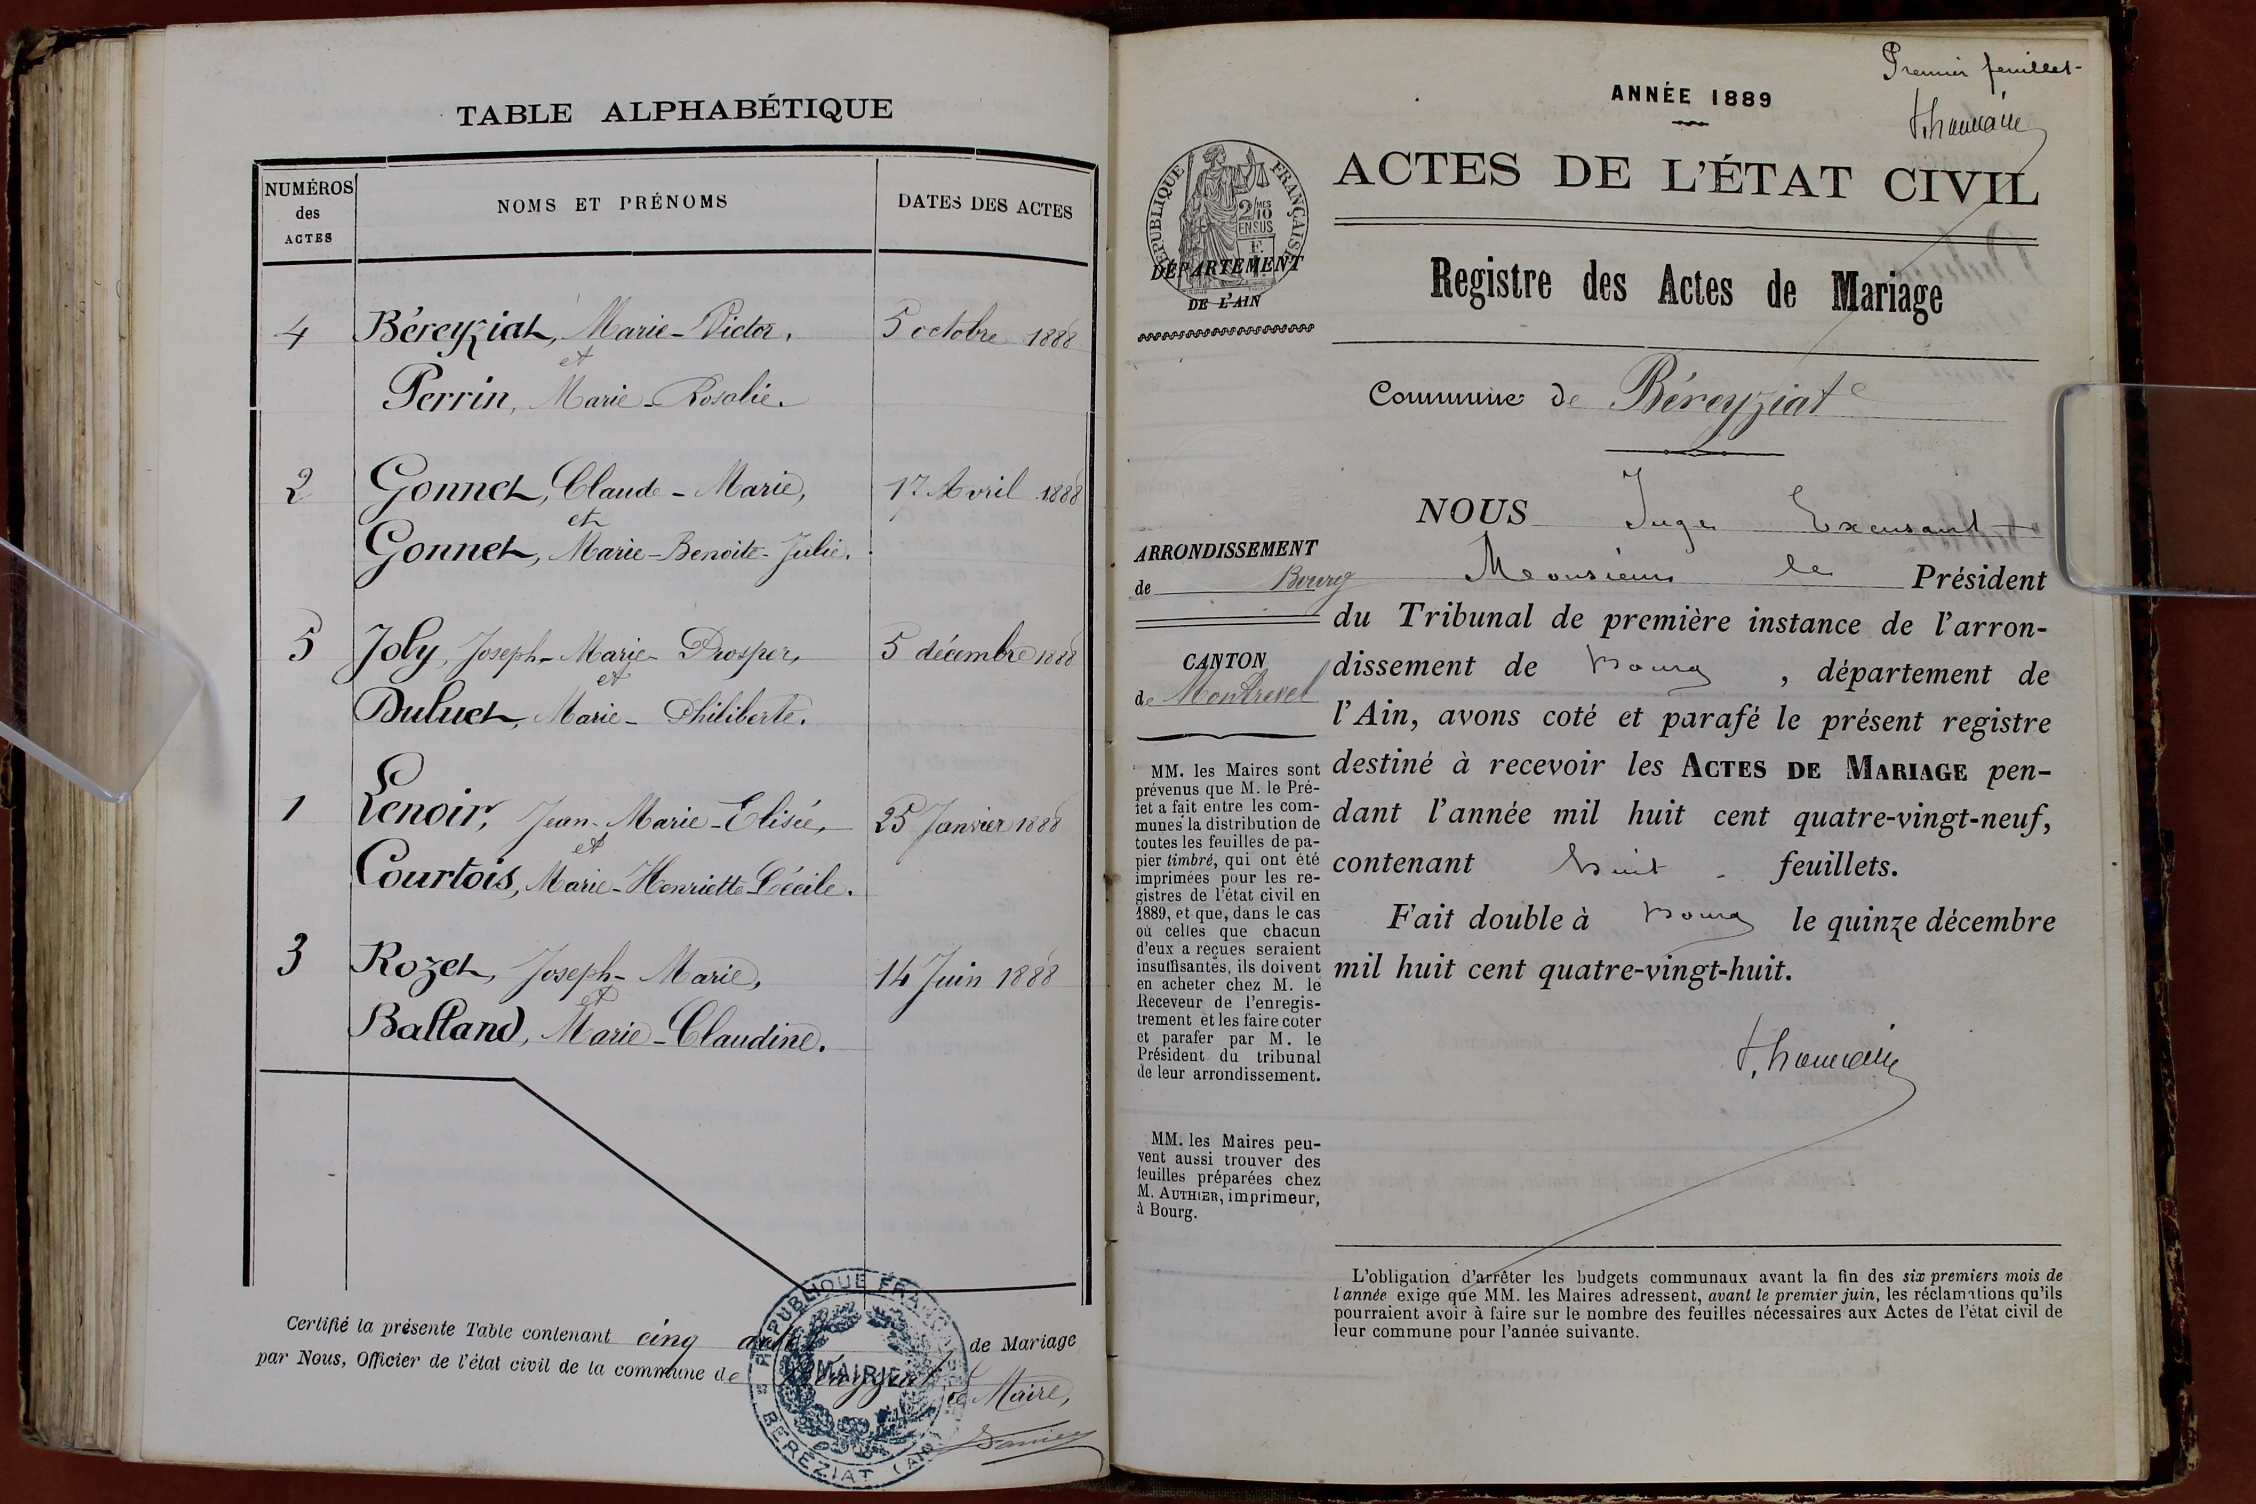 TABLE ALPHABÉTIQUE
NUMÉROS
des
ACTES
NOMS ET PRÉNOMS
DATES DES ACTES
4 Béreyziat, Marie-Victor, 5 octobre 1888
et
Perrin, Marie-Rosalie.
2 Gonnet, Claude-Marie, 17 Avril 1888
et
Gonnet, Marie-Benoite-Julie.
5 Joly, Joseph-Marie-Prosper, 5 décembre 1888
et
Duluet, Marie-Philiberte.
1 Lenoir, Jean-Marie-Elisée, 25 Janvier 1888
et
Courtois, Marie-Henriette-Cécile.
3 Rozet, Joseph-Marie, 14 Juin 1888
et
Balland, Marie-Claudine.
Certifié la présente Table contenant cinq actes de Mariage
par Nous, Officier de l'état civil de la commune de Béreyziat
le Maire,
RÉPUBLIQUE FRANÇAISE
MAIRIE
BEREZIAT (AIN)
Premier feuillet
ANNÉE 1889
RÉPUBLIQUE FRANÇAISE
2/10 MES
EN SUS
DÉPARTEMENT
DE L'AIN
ACTES DE L'ÉTAT CIVIL
Registre des Actes de Mariage
Commune de Béreyziat
ARRONDISSEMENT
de Bourg
CANTON
de Montrevel
MM. les Maires sont
prévenus que M. le Pré-
fet a fait entre les com-
munes la distribution de
toutes les feuilles de pa-
pier timbré, qui ont été
imprimées pour les re-
gistres de l'état civil en
1889, et que, dans le cas
où celles que chacun
d'eux a reçues seraient
insuffisantes, ils doivent
en acheter chez M. le
Receveur de l'enregis-
trement et les faire coter
et parafer par M. le
Président du tribunal
de leur arrondissement.
MM. les Maires peu-
vent aussi trouver des
feuilles préparées chez
M. AUTHIER, imprimeur,
à Bourg.
NOUS Juge Excusant
Monsieur le Président
du Tribunal de première instance de l'arron-
dissement de Bourg, département de
l'Ain, avons coté et parafé le présent registre
destiné à recevoir les ACTES DE MARIAGE pen-
dant l'année mil huit cent quatre-vingt-neuf,
contenant huit feuillets.
Fait double à Bourg le quinze décembre
mil huit cent quatre-vingt-huit.
L'obligation d'arrêter les budgets communaux avant la fin des six premiers mois de
l'année exige que MM. les Maires adressent, avant le premier juin, les réclamations qu'ils
pourraient avoir à faire sur le nombre des feuilles nécessaires aux Actes de l'état civil de
leur commune pour l'année suivante.